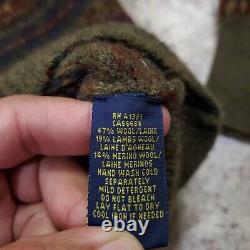 RN 41381
CA56658
67% WOOL/LAINE
19% LAMBS WOOL/
LAINE D'AGNEAU
14% MERINO WOOL/
LAINE MERINOS
HAND WASH COLD
SEPARATELY
MILD DETERGENT
DO NOT BLEACH
LAY FLAT TO DRY
COOL IRON IF NEEDED